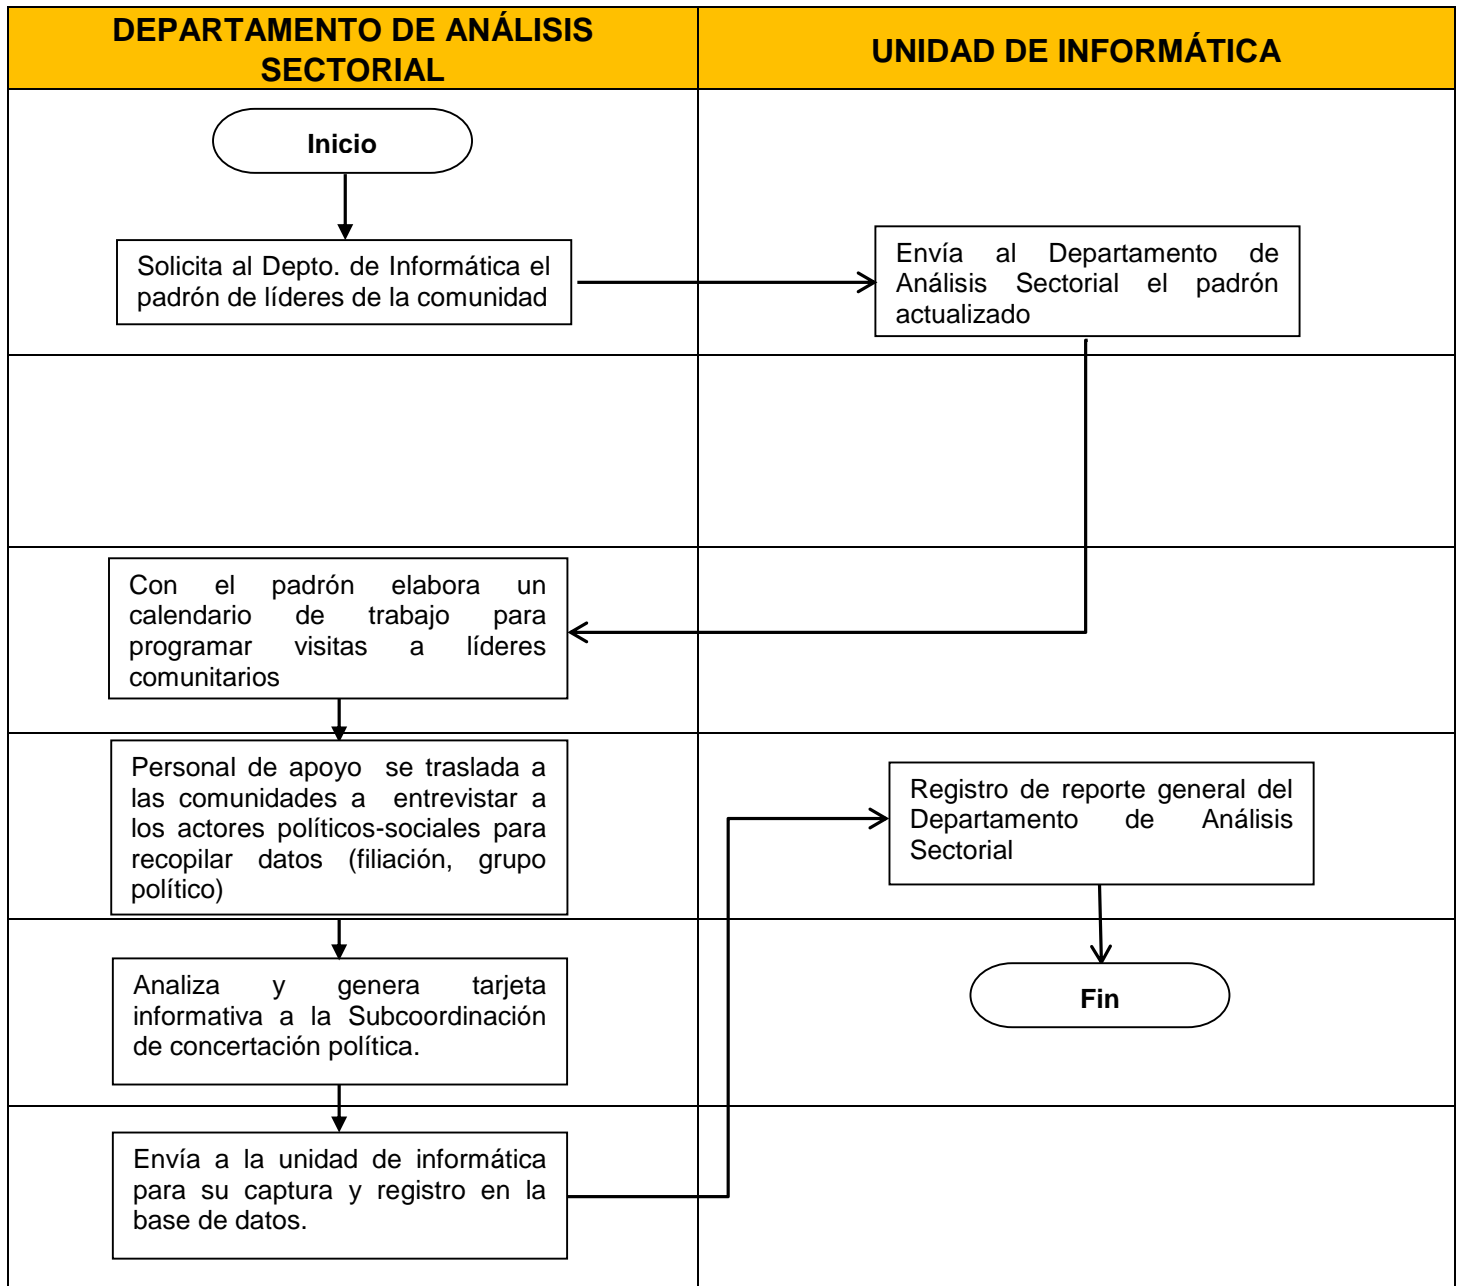 DEPARTAMENTO DE ANÁLISIS
SECTORIAL
UNIDAD DE INFORMÁTICA
Inicio
Solicita al Depto. de Informática el
padrón de líderes de la comunidad
Envía al Departamento de
Análisis Sectorial el padrón
actualizado
Con el padrón elabora un
calendario de trabajo para
programar visitas a líderes
comunitarios
Personal de apoyo se traslada a
las comunidades a entrevistar a
los actores políticos-sociales para
recopilar datos (filiación, grupo
político)
Registro de reporte general del
Departamento de Análisis
Sectorial
Analiza y genera tarjeta
informativa a la Subcoordinación
de concertación política.
Fin
Envía a la unidad de informática
para su captura y registro en la
base de datos.